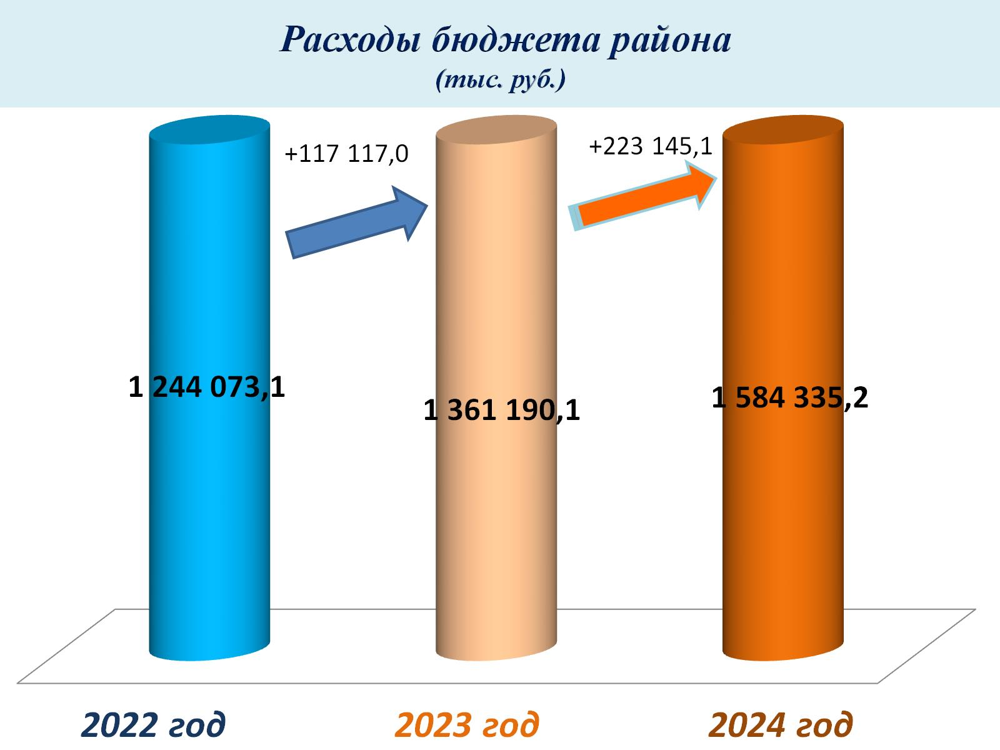 Расходы бюджета района
(тыс. руб.)
+117 117,0
+223 145,1
1 244 073,1
1 361 190,1
1 584 335,2
2022 год
2023 год
2024 год